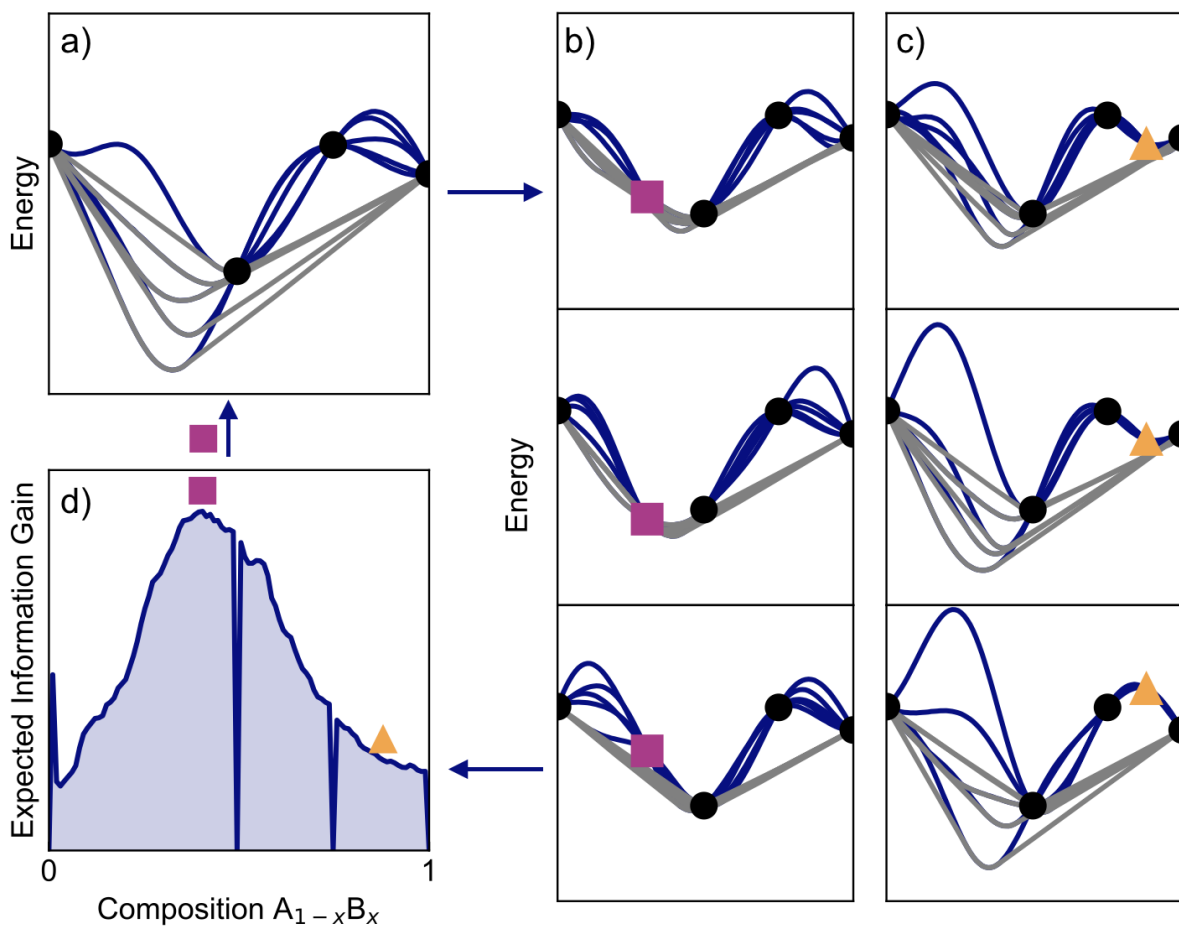 a)
b)
c)
Energy
Energy
d)
Expected Information Gain
0
1
Composition A₁₋ₓBₓ